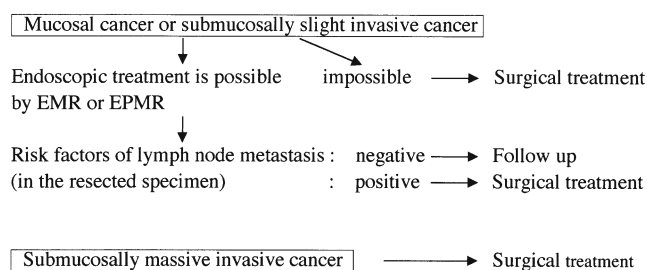 Mucosal cancer or submucosally slight invasive cancer
Endoscopic treatment is possible impossible Surgical treatment
by EMR or EPMR
Risk factors of lymph node metastasis : negative Follow up
(in the resected specimen) : positive Surgical treatment
Submucosally massive invasive cancer Surgical treatment